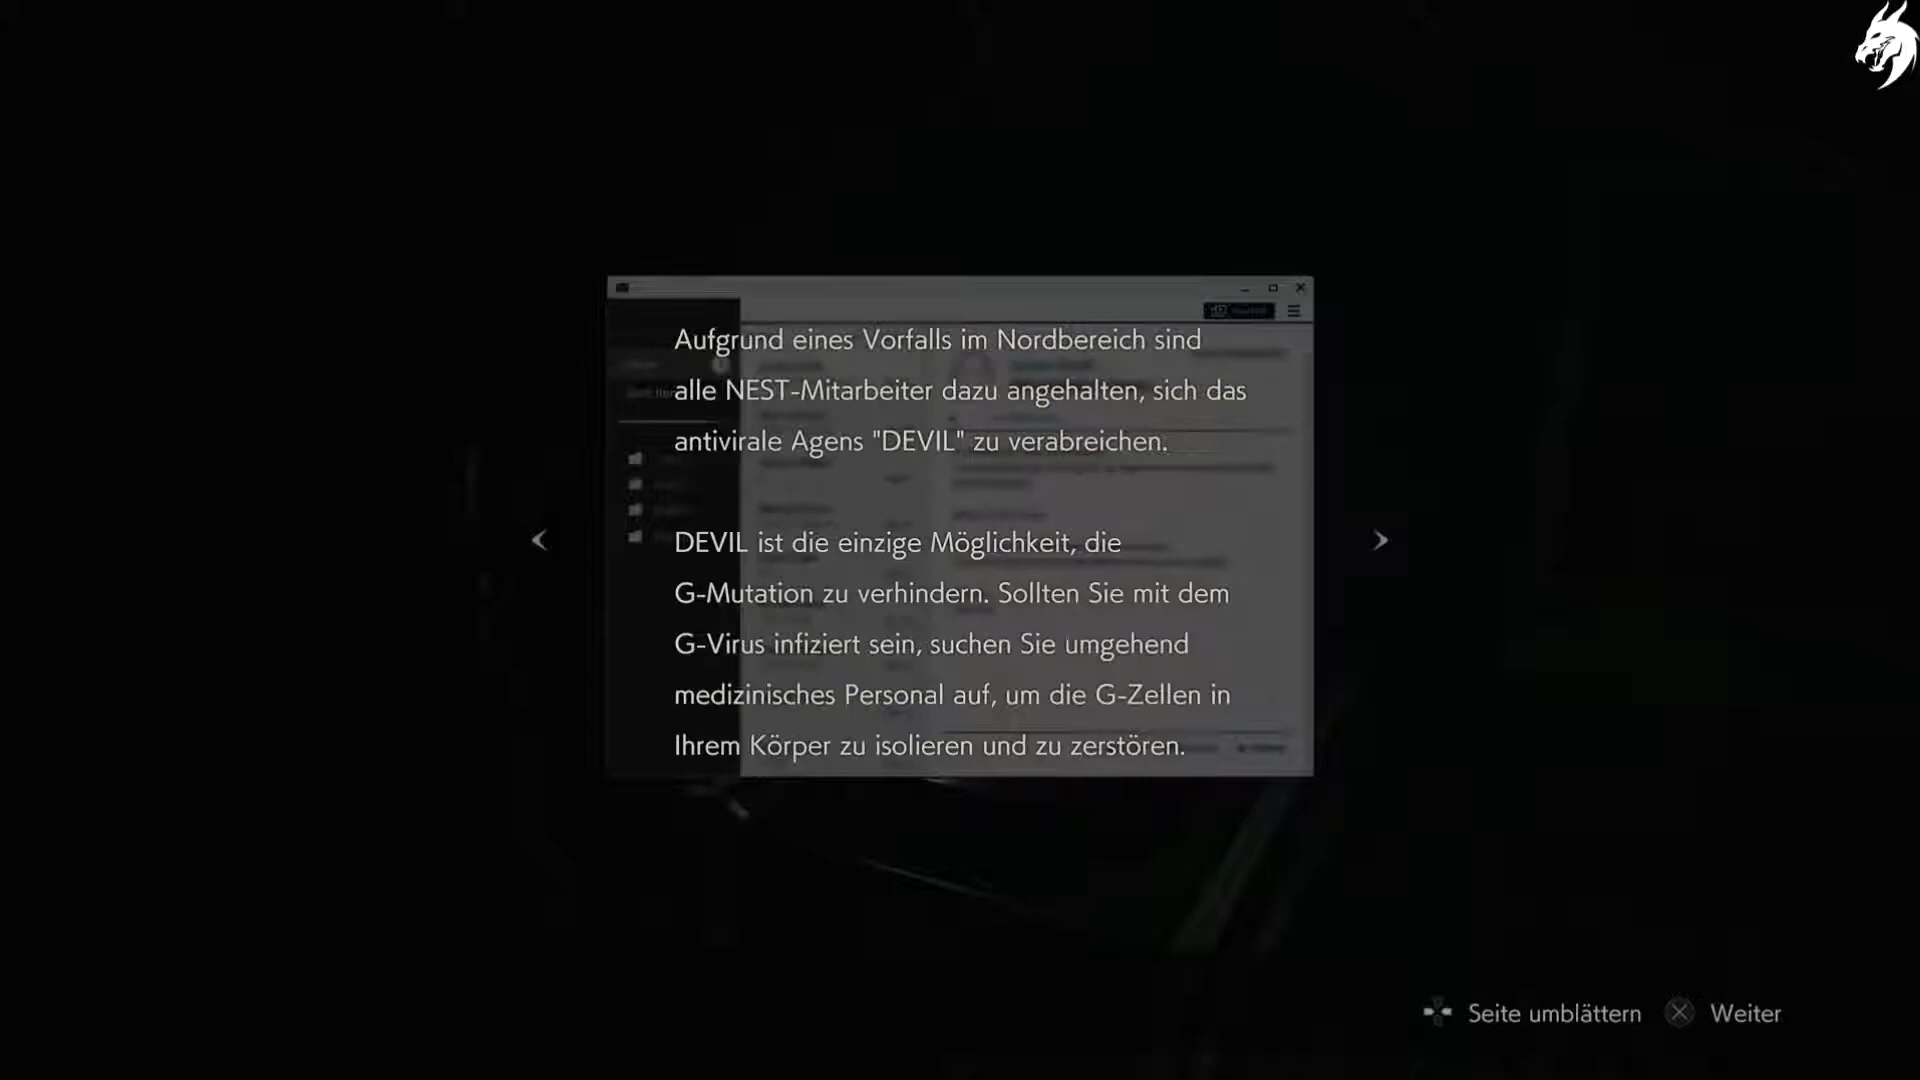 Aufgrund eines Vorfalls im Nordbereich sind
alle NEST-Mitarbeiter dazu angehalten, sich das
antivirale Agens "DEVIL" zu verabreichen.
DEVIL ist die einzige Möglichkeit, die
G-Mutation zu verhindern. Sollten Sie mit dem
G-Virus infiziert sein, suchen Sie umgehend
medizinisches Personal auf, um die G-Zellen in
Ihrem Körper zu isolieren und zu zerstören.
Seite umblättern
Weiter